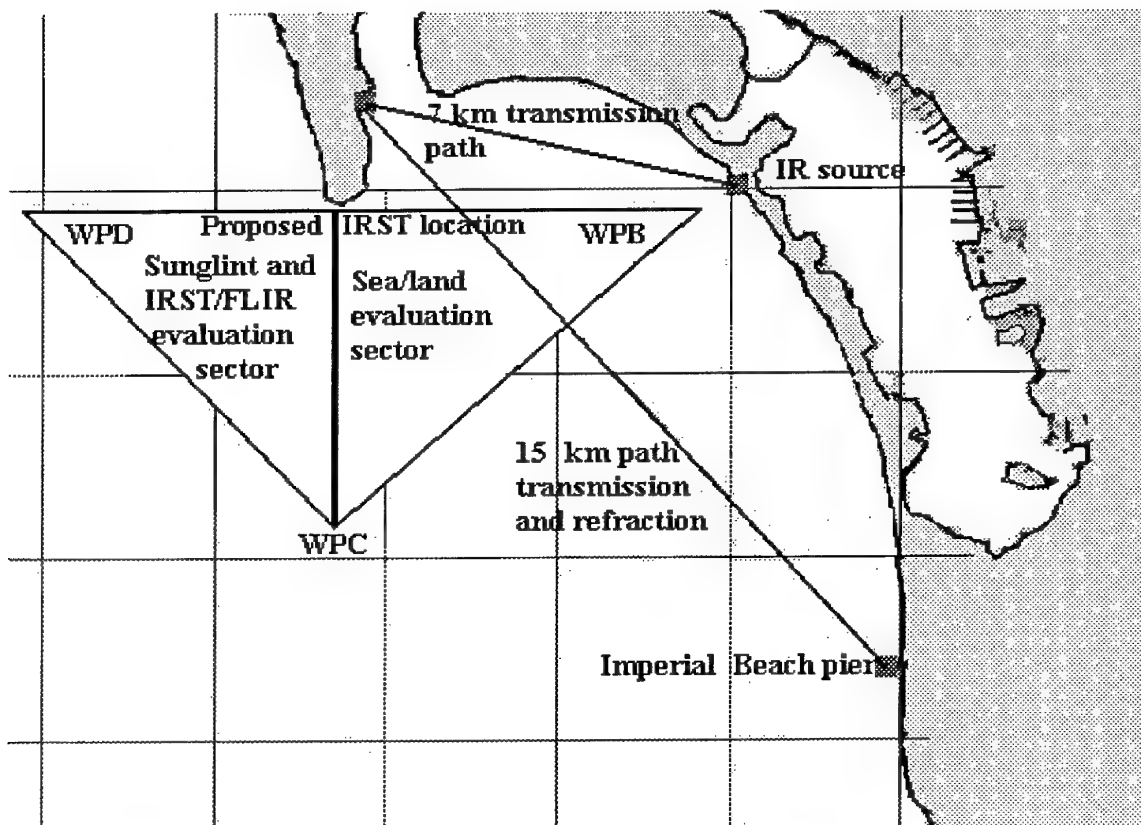 7 km transmission
path
IR source
WPD
Proposed
IRST location
WPB
Sunglint and
IRST/FLIR
evaluation
sector
Sea/land
evaluation
sector
15 km path
transmission
and refraction
WPC
Imperial Beach pier